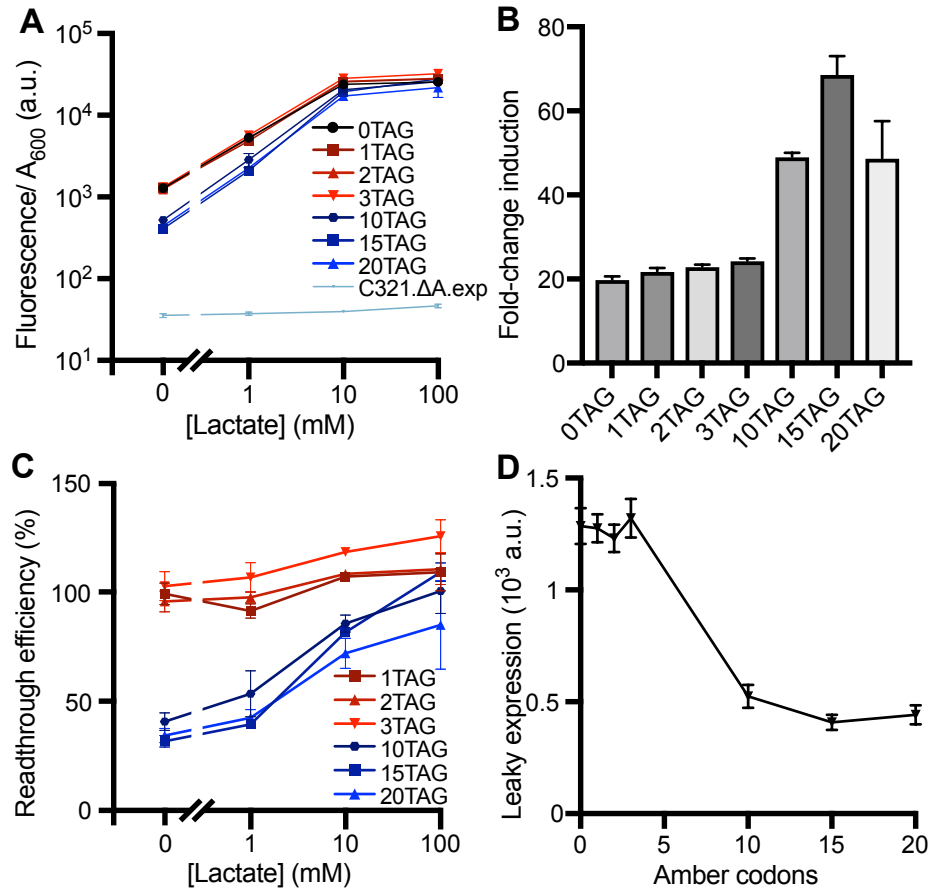 A
Fluorescence/ A600 (a.u.)
10^5
10^4
10^3
10^2
10^1
0TAG
1TAG
2TAG
3TAG
10TAG
15TAG
20TAG
C321.ΔA.exp
0
1
10
100
[Lactate] (mM)
B
Fold-change induction
80
60
40
20
0
0TAG
1TAG
2TAG
3TAG
10TAG
15TAG
20TAG
C
Readthrough efficiency (%)
150
100
50
0
1TAG
2TAG
3TAG
10TAG
15TAG
20TAG
0
1
10
100
[Lactate] (mM)
D
Leaky expression (10^3 a.u.)
1.5
1
0.5
0
0
5
10
15
20
Amber codons